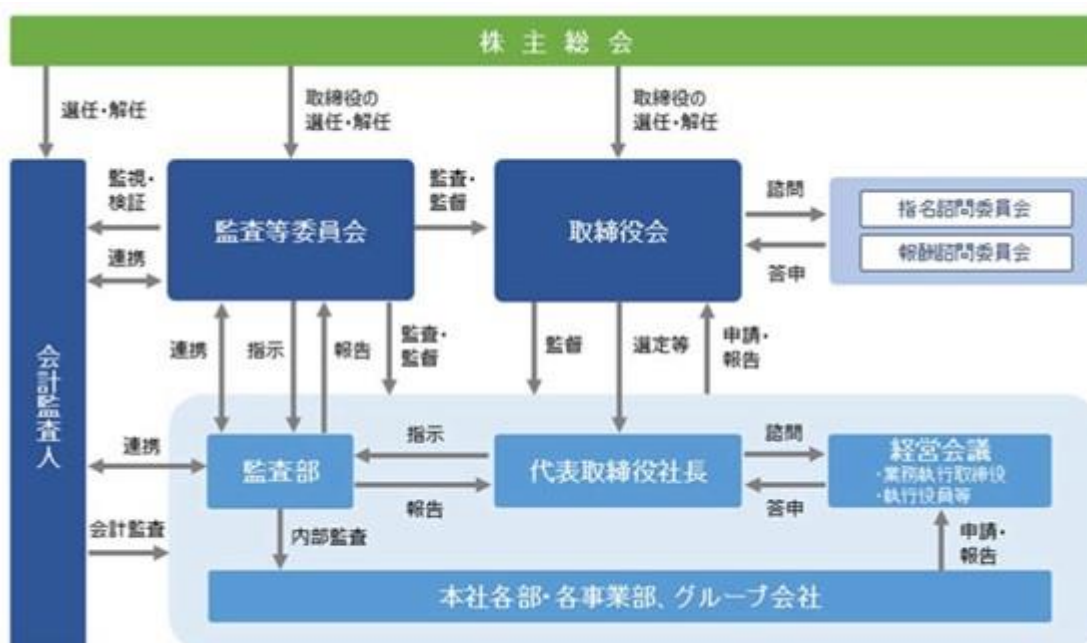 株主総会
選任・解任
取締役の
選任・解任
取締役の
選任・解任
監視・
検証
監査等委員会
監査・
監督
取締役会
諮問
指名諮問委員会
報酬諮問委員会
答申
連携
会計監査人
連携
指示
報告
監査・
監督
監督
選定等
申請・
報告
連携
監査部
指示
報告
代表取締役社長
諮問
答申
経営会議
・業務執行取締役
・執行役員等
会計監査
内部監査
申請・
報告
本社各部・各事業部、グループ会社